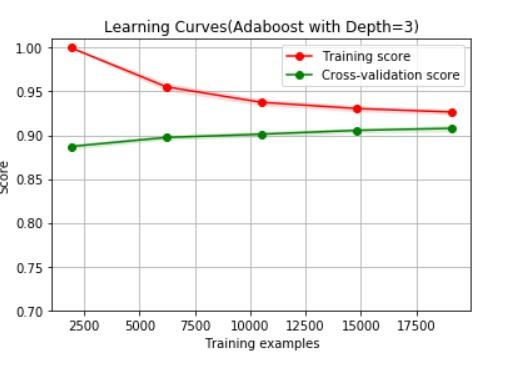 Learning Curves(Adaboost with Depth=3)
1.00
Training score
Cross-validation score
0.95
0.90
0.85
Score
0.80
0.75
0.70
2500 5000 7500 10000 12500 15000 17500
Training examples